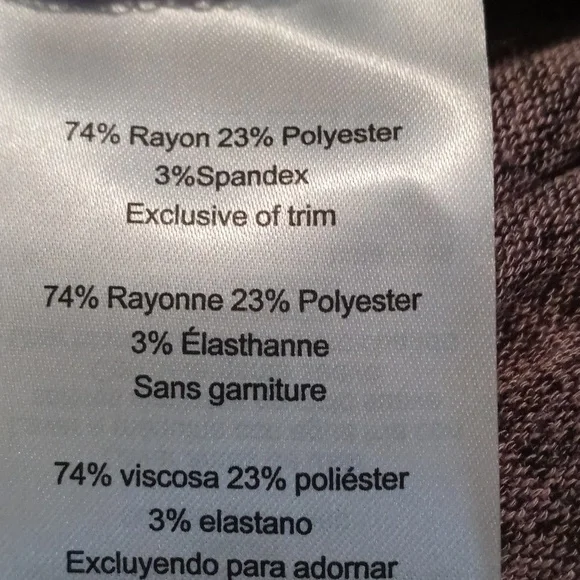 74% Rayon 23% Polyester
3%Spandex
Exclusive of trim
74% Rayonne 23% Polyester
3% Élasthanne
Sans garniture
74% viscosa 23% poliéster
3% elastano
Excluyendo para adornar